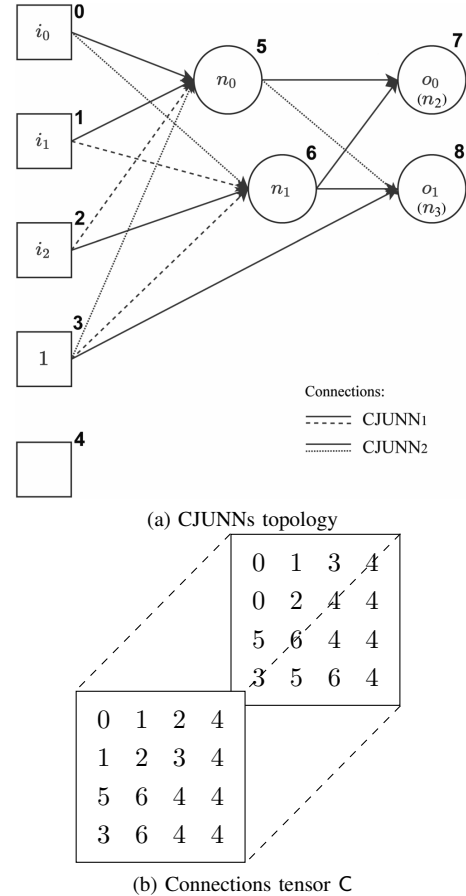 0
i₀
5
7
n₀
o₀
(n₂)
1
i₁
6
8
n₁
o₁
(n₃)
2
i₂
3
1
Connections:
CJUNN₁
CJUNN₂
4
(a) CJUNNs topology
0 1 3 4
0 2 4 4
5 6 4 4
3 5 6 4
0 1 2 4
1 2 3 4
5 6 4 4
3 6 4 4
(b) Connections tensor C